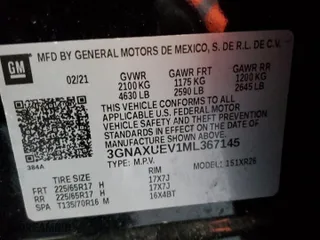 GM
MFD BY GENERAL MOTORS DE MEXICO, S. DE R.L. DE C.V.
02/21 GVWR GAWR FRT GAWR RR
2100 KG 1175 KG 1200 KG
4630 LB 2590 LB 2645 LB
THIS VEHICLE CONFORMS TO ALL
APPLICABLE U.S. FEDERAL MOTOR
VEHICLE SAFETY, BUMPER, AND THEFT
PREVENTION STANDARDS IN EFFECT ON THE
DATE OF MANUFACTURE SHOWN ABOVE.
3GNAXUEV1ML367145
TYPE: M.P.V. MODEL: 1S1XR26
384A
TIRE SIZE RIM
FRT 225/65R17 H 17X7J
RR 225/65R17 H 17X7J
SPA T135/70R16 M 16X4BT